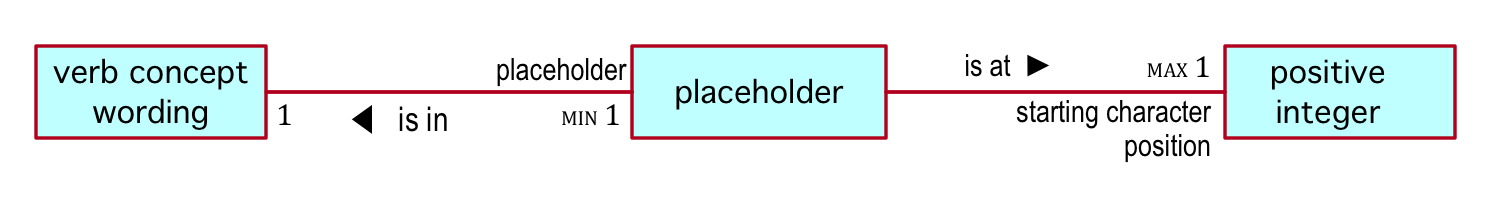 verb concept
wording
1
◄ is in
placeholder
MIN 1
placeholder
is at ►
MAX 1
starting character
position
positive
integer